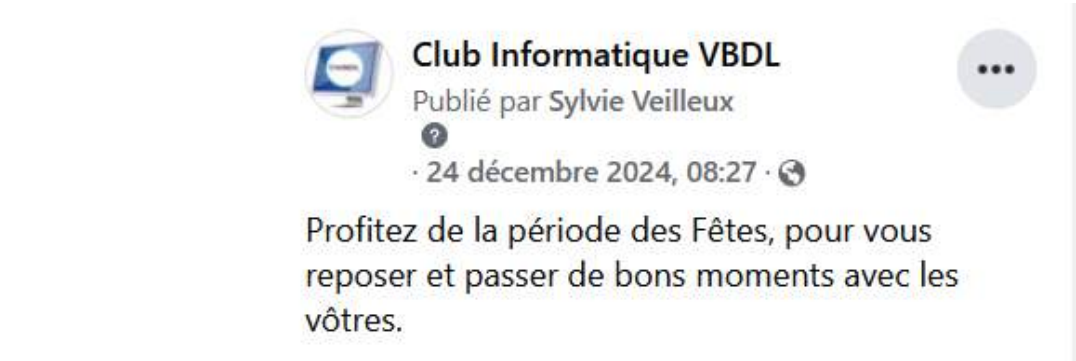 Club Informatique VBDL
Publié par Sylvie Veilleux
?
· 24 décembre 2024, 08:27 ·
Profitez de la période des Fêtes, pour vous
reposer et passer de bons moments avec les
vôtres.